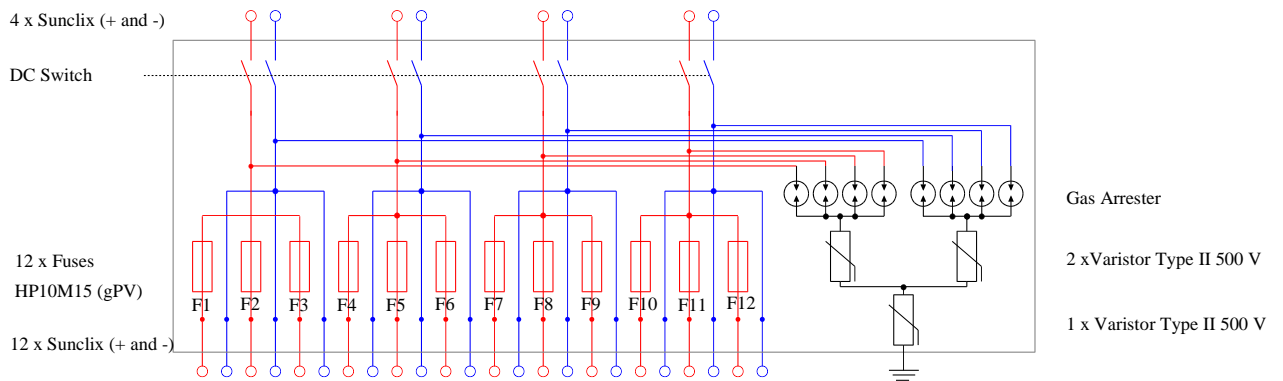 4 x Sunclix (+ and -)
DC Switch
Gas Arrester
12 x Fuses
HP10M15 (gPV)
2 xVaristor Type II 500 V
F1 F2 F3 F4 F5 F6 F7 F8 F9 F10 F11 F12
1 x Varistor Type II 500 V
12 x Sunclix (+ and -)